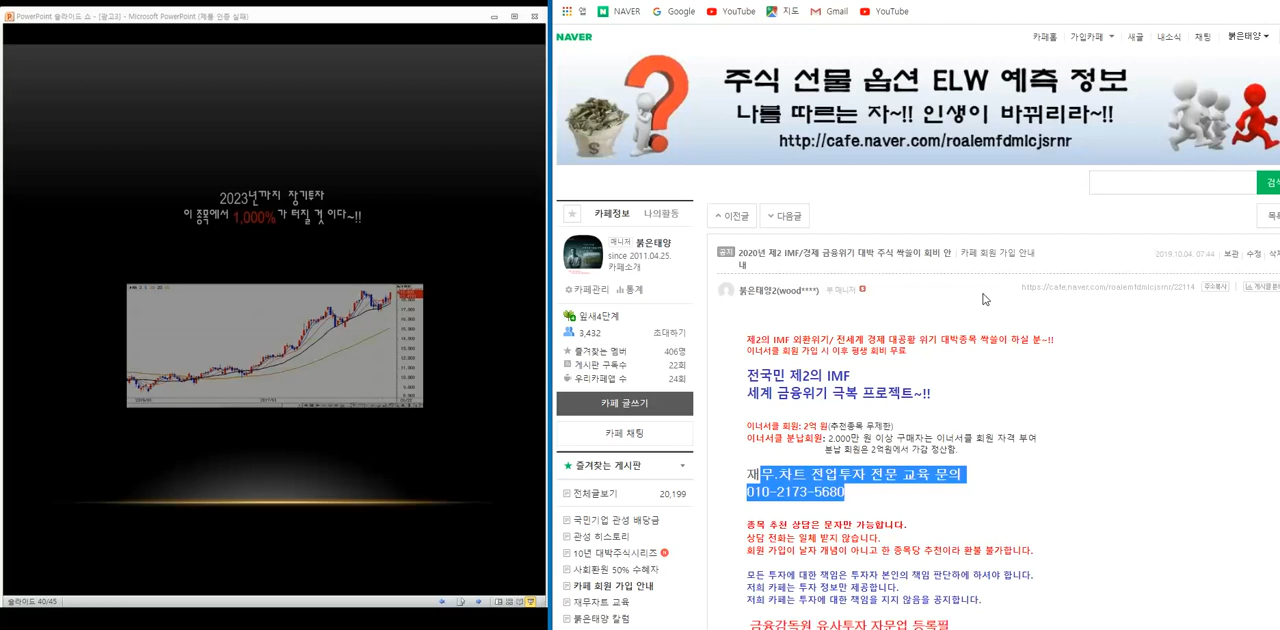 PowerPoint 슬라이드 쇼 - [광고3] - Microsoft PowerPoint (제품 인증 실패)
2023년까지 장기투자
이 종목에서 1,000% 가 터질 것 이다~!!
슬라이드 40/45
앱 NAVER Google YouTube 지도 Gmail YouTube
NAVER
카페홈 가입카페 새글 내소식 채팅 붉은태양
주식 선물 옵션 ELW 예측 정보
나를 따르는 자~!! 인생이 바뀌리라~!!
http://cafe.naver.com/roalemfdmlcjsrnr
카페정보 나의활동
매니저 붉은태양
since 2011.04.25.
카페소개
카페관리 통계
잎새4단계
3,432 초대하기
즐겨찾는 멤버 406명
게시판 구독수 22회
우리카페앱 수 24회
카페 글쓰기
카페 채팅
즐겨찾는 게시판
전체글보기 20,199
국민기업 관성 배당금
관성 히스토리
10년 대박주식시리즈
사회환원 50% 수혜자
카페 회원 가입 안내
재무차트 교육
붉은태양 칼럼
이전글 다음글
공지 2020년 제2 IMF/경제 금융위기 대박 주식 싹쓸이 회비 안내 카페 회원 가입 안내
2019.10.04. 07:44 보관 수정
붉은태양2(wood****) 부매니저
https://cafe.naver.com/roalemfdmlcjsrnr/22114 주소복사
제2의 IMF 외환위기/ 전세계 경제 대공황 위기 대박종목 싹쓸이 하실 분~!!
이너서클 회원 가입 시 이후 평생 회비 무료
전국민 제2의 IMF
세계 금융위기 극복 프로젝트~!!
이너서클 회원: 2억 원(추천종목 무제한)
이너서클 분납회원: 2,000만 원 이상 구매자는 이너서클 회원 자격 부여
분납 회원은 2억원에서 가감 정산함.
재무.차트 전업투자 전문 교육 문의
010-2173-5680
종목 추천 상담은 문자만 가능합니다.
상담 전화는 일체 받지 않습니다.
회원 가입이 날자 개념이 아니고 한 종목당 추천이라 환불 불가합니다.
모든 투자에 대한 책임은 투자자 본인의 책임 판단하에 하셔야 합니다.
저희 카페는 투자 정보만 제공합니다.
저희 카페는 투자에 대한 책임을 지지 않음을 공지합니다.
금융감독원 유사투자 자문업 등록필